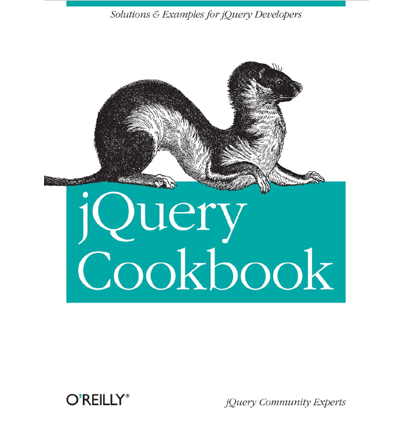 Solutions & Examples for jQuery Developers
jQuery
Cookbook
O'REILLY®
jQuery Community Experts